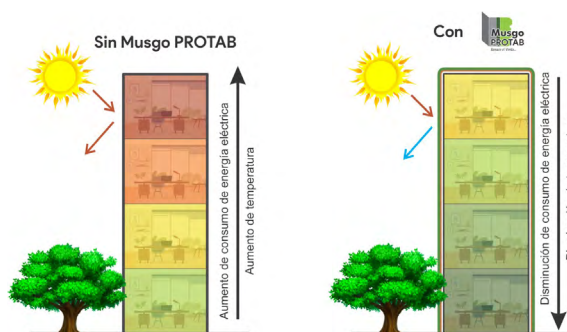 Sin Musgo PROTAB
Aumento de consumo de energía eléctrica
Aumento de temperatura
Con
Musgo
PROTAB
Disminución de consumo de energía eléctrica